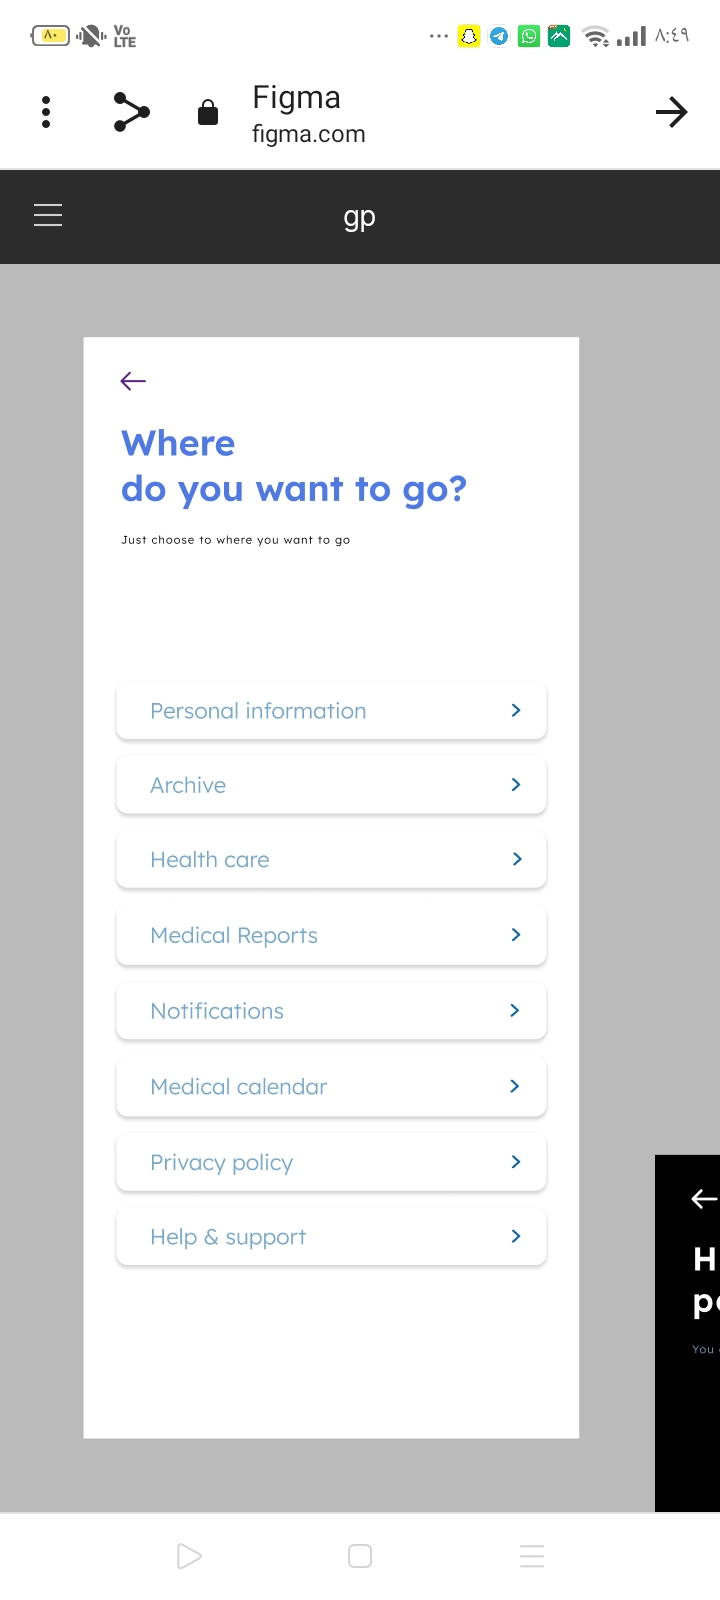 ٨٠
Vo
LTE
٨:٤٩
Figma
figma.com
gp
Where
do you want to go?
Just choose to where you want to go
Personal information
Archive
Health care
Medical Reports
Notifications
Medical calendar
Privacy policy
Help & support
H
You